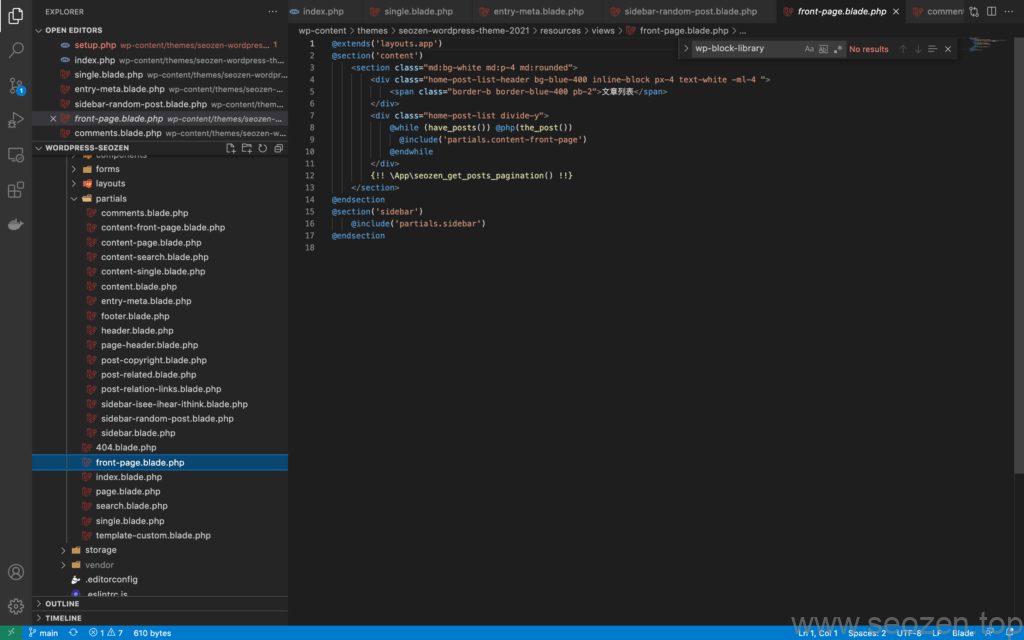 EXPLORER
OPEN EDITORS
setup.php wp-content/themes/seozen-wordpres... 1
index.php wp-content/themes/seozen-wordpress-th...
single.blade.php wp-content/themes/seozen-wordpr...
entry-meta.blade.php wp-content/themes/seozen-...
sidebar-random-post.blade.php wp-content/them...
front-page.blade.php wp-content/themes/seozen-...
comments.blade.php wp-content/themes/seozen-w...
WORDPRESS-SEOZEN
components
forms
layouts
partials
comments.blade.php
content-front-page.blade.php
content-page.blade.php
content-search.blade.php
content-single.blade.php
content.blade.php
entry-meta.blade.php
footer.blade.php
header.blade.php
page-header.blade.php
post-copyright.blade.php
post-related.blade.php
post-relation-links.blade.php
sidebar-isee-ihear-ithink.blade.php
sidebar-random-post.blade.php
sidebar.blade.php
404.blade.php
front-page.blade.php
index.blade.php
page.blade.php
search.blade.php
single.blade.php
template-custom.blade.php
storage
vendor
.editorconfig
.eslintrc.js
OUTLINE
TIMELINE
index.php single.blade.php entry-meta.blade.php sidebar-random-post.blade.php front-page.blade.php commen
wp-content > themes > seozen-wordpress-theme-2021 > resources > views > front-page.blade.php > ...
wp-block-library Aa ab .* No results
1 @extends('layouts.app')
2 @section('content')
3 <section class="md:bg-white md:p-4 md:rounded">
4 <div class="home-post-list-header bg-blue-400 inline-block px-4 text-white -ml-4 ">
5 <span class="border-b border-blue-400 pb-2">文章列表</span>
6 </div>
7 <div class="home-post-list divide-y">
8 @while (have_posts()) @php(the_post())
9 @include('partials.content-front-page')
10 @endwhile
11 </div>
12 {!! \App\seozen_get_posts_pagination() !!}
13 </section>
14 @endsection
15 @section('sidebar')
16 @include('partials.sidebar')
17 @endsection
18
1
main 1 7 610 bytes Ln 1, Col 1 Spaces: 2 UTF-8 LF Blade
www.seozen.top